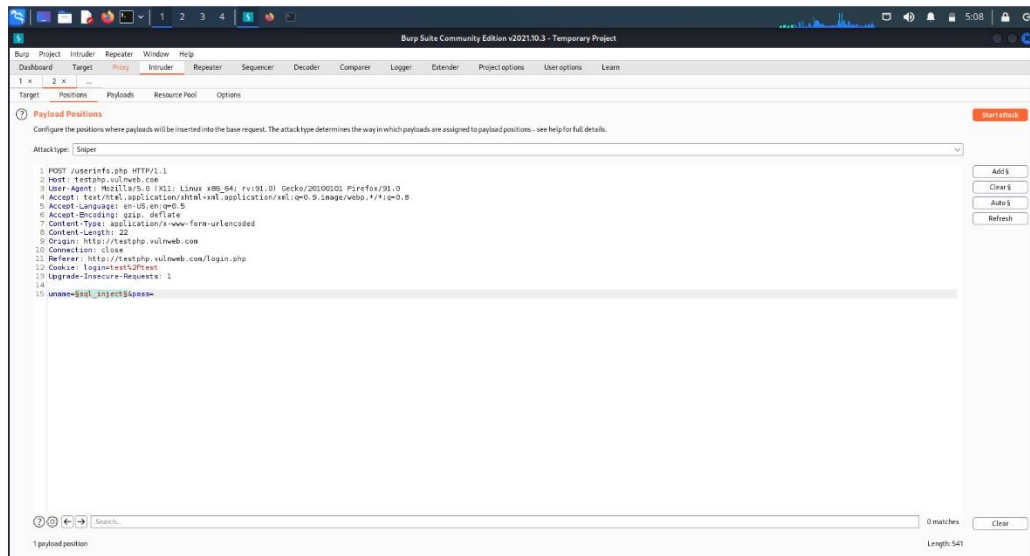 1 2 3 4 5:08
Burp Suite Community Edition v2021.10.3 - Temporary Project
Burp Project Intruder Repeater Window Help
Dashboard Target Proxy Intruder Repeater Sequencer Decoder Comparer Logger Extender Project options User options Learn
1 × 2 × ...
Target Positions Payloads Resource Pool Options
? Payload Positions Start attack
Configure the positions where payloads will be inserted into the base request. The attack type determines the way in which payloads are assigned to payload positions - see help for full details.
Attack type: Sniper
1 POST /userinfo.php HTTP/1.1 Add §
2 Host: testphp.vulnweb.com
3 User-Agent: Mozilla/5.0 (X11; Linux x86_64; rv:91.0) Gecko/20100101 Firefox/91.0 Clear §
4 Accept: text/html,application/xhtml+xml,application/xml;q=0.9,image/webp,*/*;q=0.8
5 Accept-Language: en-US,en;q=0.5 Auto §
6 Accept-Encoding: gzip, deflate
7 Content-Type: application/x-www-form-urlencoded Refresh
8 Content-Length: 22
9 Origin: http://testphp.vulnweb.com
10 Connection: close
11 Referer: http://testphp.vulnweb.com/login.php
12 Cookie: login=test%2Ftest
13 Upgrade-Insecure-Requests: 1
14
15 uname=§sql_inject§&pass=
? Search... 0 matches Clear
1 payload position Length: 541